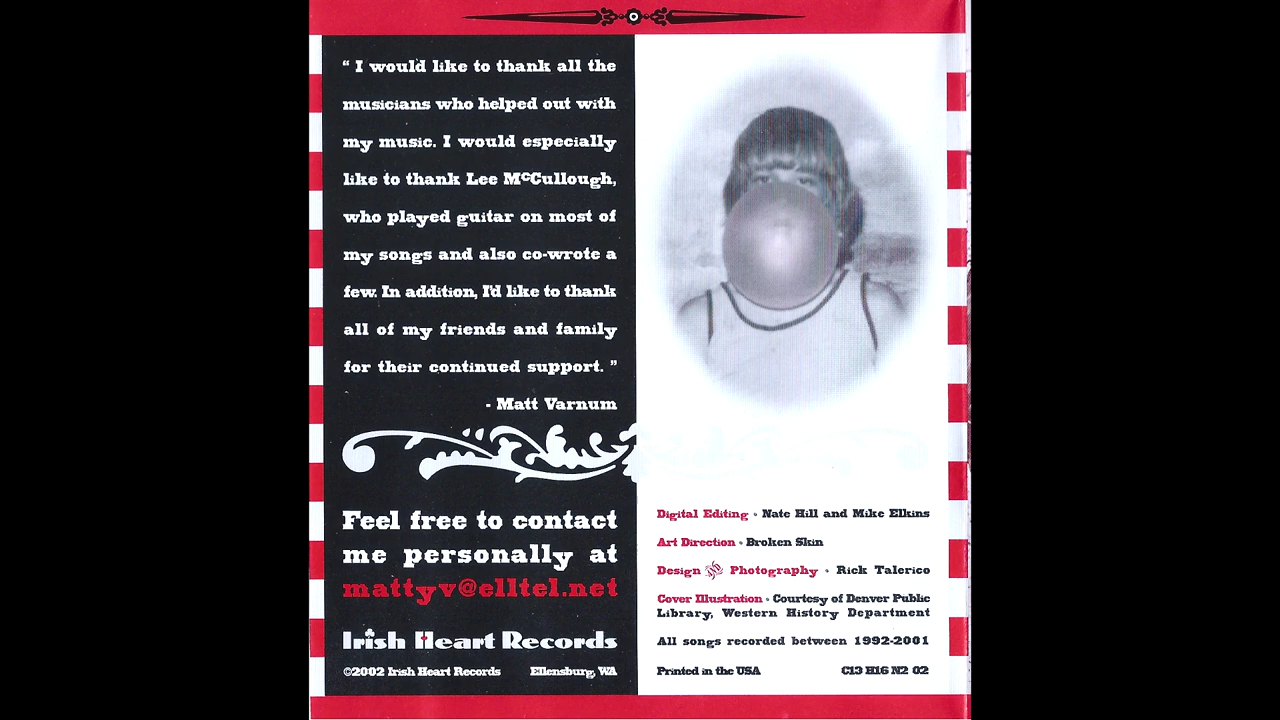 “ I would like to thank all the
musicians who helped out with
my music. I would especially
like to thank Lee McCullough,
who played guitar on most of
my songs and also co-wrote a
few. In addition, I'd like to thank
all of my friends and family
for their continued support. ”
- Matt Varnum
Feel free to contact
me personally at
mattyv@elltel.net
Irish Heart Records
©2002 Irish Heart Records Ellensburg, WA
Digital Editing • Nate Hill and Mike Elkins
Art Direction • Broken Skin
Design & Photography • Rick Talerico
Cover Illustration • Courtesy of Denver Public
Library, Western History Department
All songs recorded between 1992-2001
Printed in the USA C13 H16 N2 O2